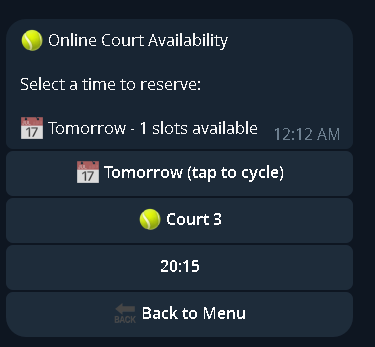 🎾 Online Court Availability
Select a time to reserve:
📅 Tomorrow - 1 slots available 12:12 AM
📅 Tomorrow (tap to cycle)
🎾 Court 3
20:15
🔙 Back to Menu